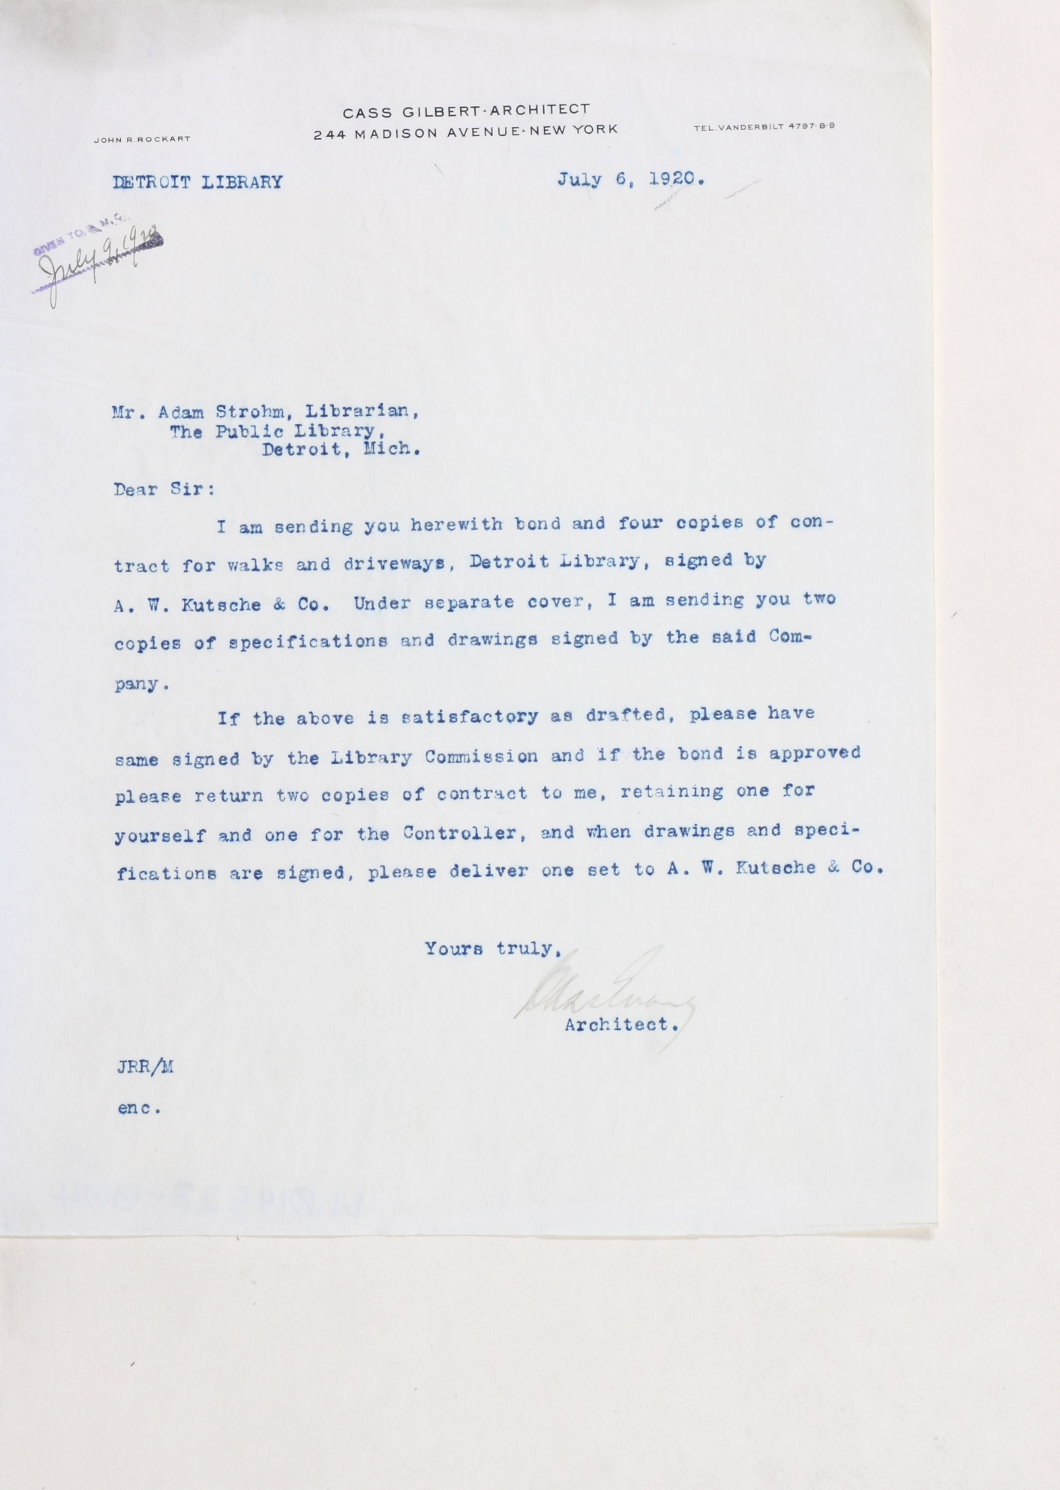 CASS GILBERT·ARCHITECT
244 MADISON AVENUE·NEW YORK
JOHN R. ROCKART
TEL. VANDERBILT 4797-8-9
DETROIT LIBRARY
July 6, 1920.
GIVEN TO
July 9, 1920
Mr. Adam Strohm, Librarian,
The Public Library,
Detroit, Mich.
Dear Sir:
I am sending you herewith bond and four copies of con-
tract for walks and driveways, Detroit Library, signed by
A. W. Kutsche & Co. Under separate cover, I am sending you two
copies of specifications and drawings signed by the said Com-
pany.
If the above is satisfactory as drafted, please have
same signed by the Library Commission and if the bond is approved
please return two copies of contract to me, retaining one for
yourself and one for the Controller, and when drawings and speci-
fications are signed, please deliver one set to A. W. Kutsche & Co.
Yours truly,
Architect.
JRR/M
enc.